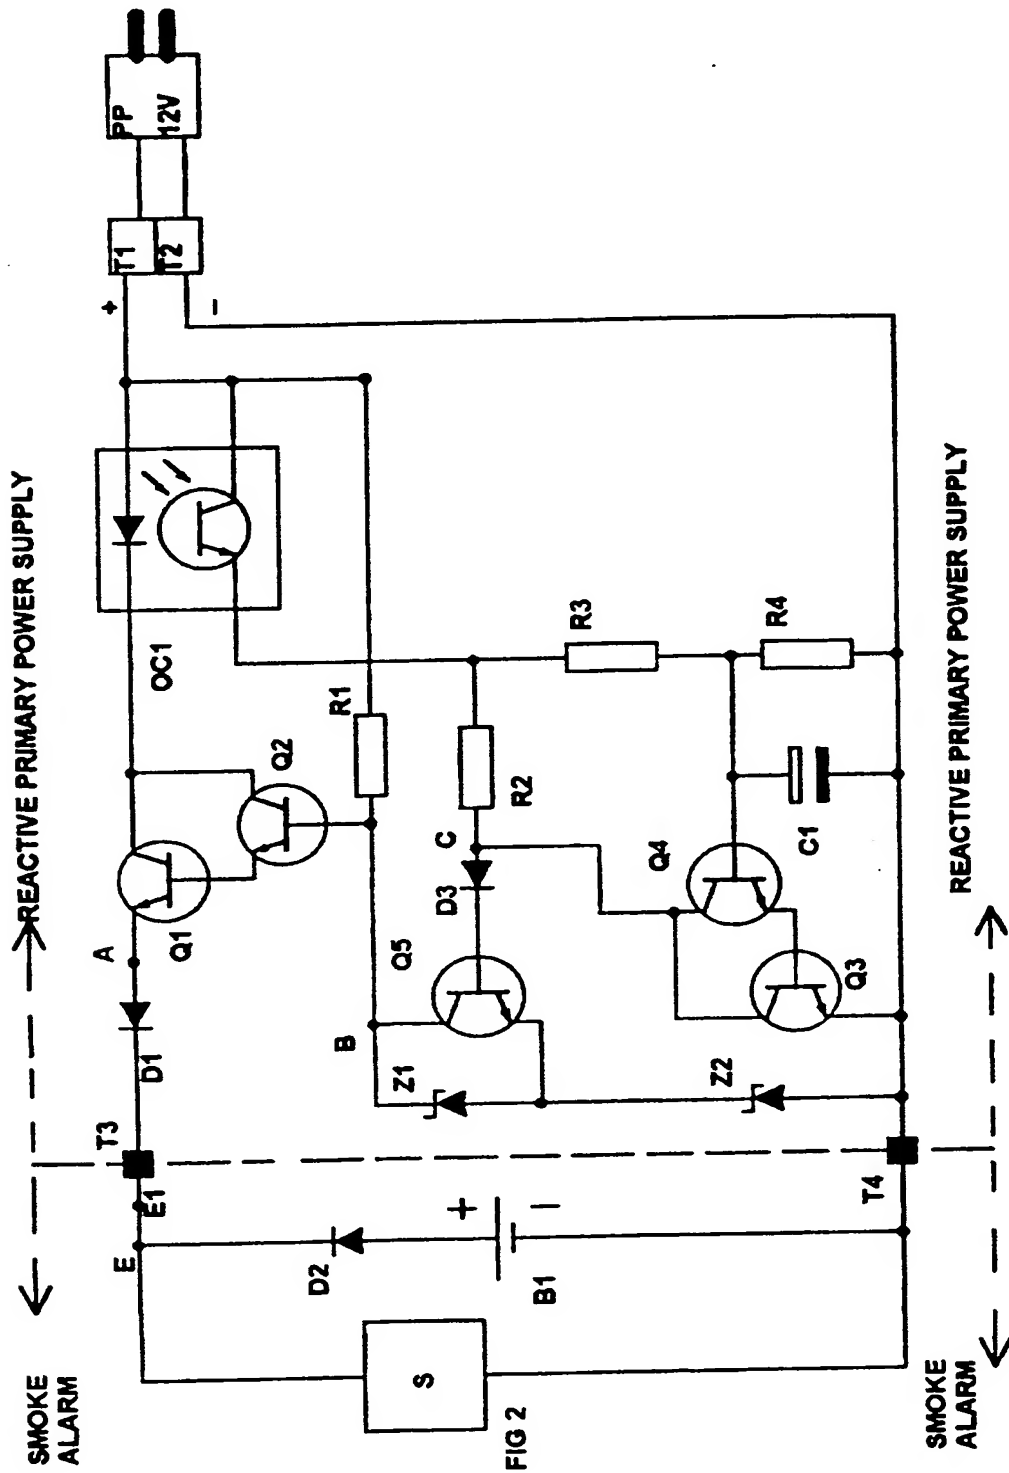 REACTIVE PRIMARY POWER SUPPLY
SMOKE
ALARM
PP
12V
T1
T2
+
−
OC1
Q1
Q2
A
D1
T3
E1
E
R1
R2
R3
R4
C
D3
Q5
B
Z1
Z2
Q4
Q3
C1
D2
+
−
B1
S
T4
FIG 2
SMOKE
ALARM
REACTIVE PRIMARY POWER SUPPLY